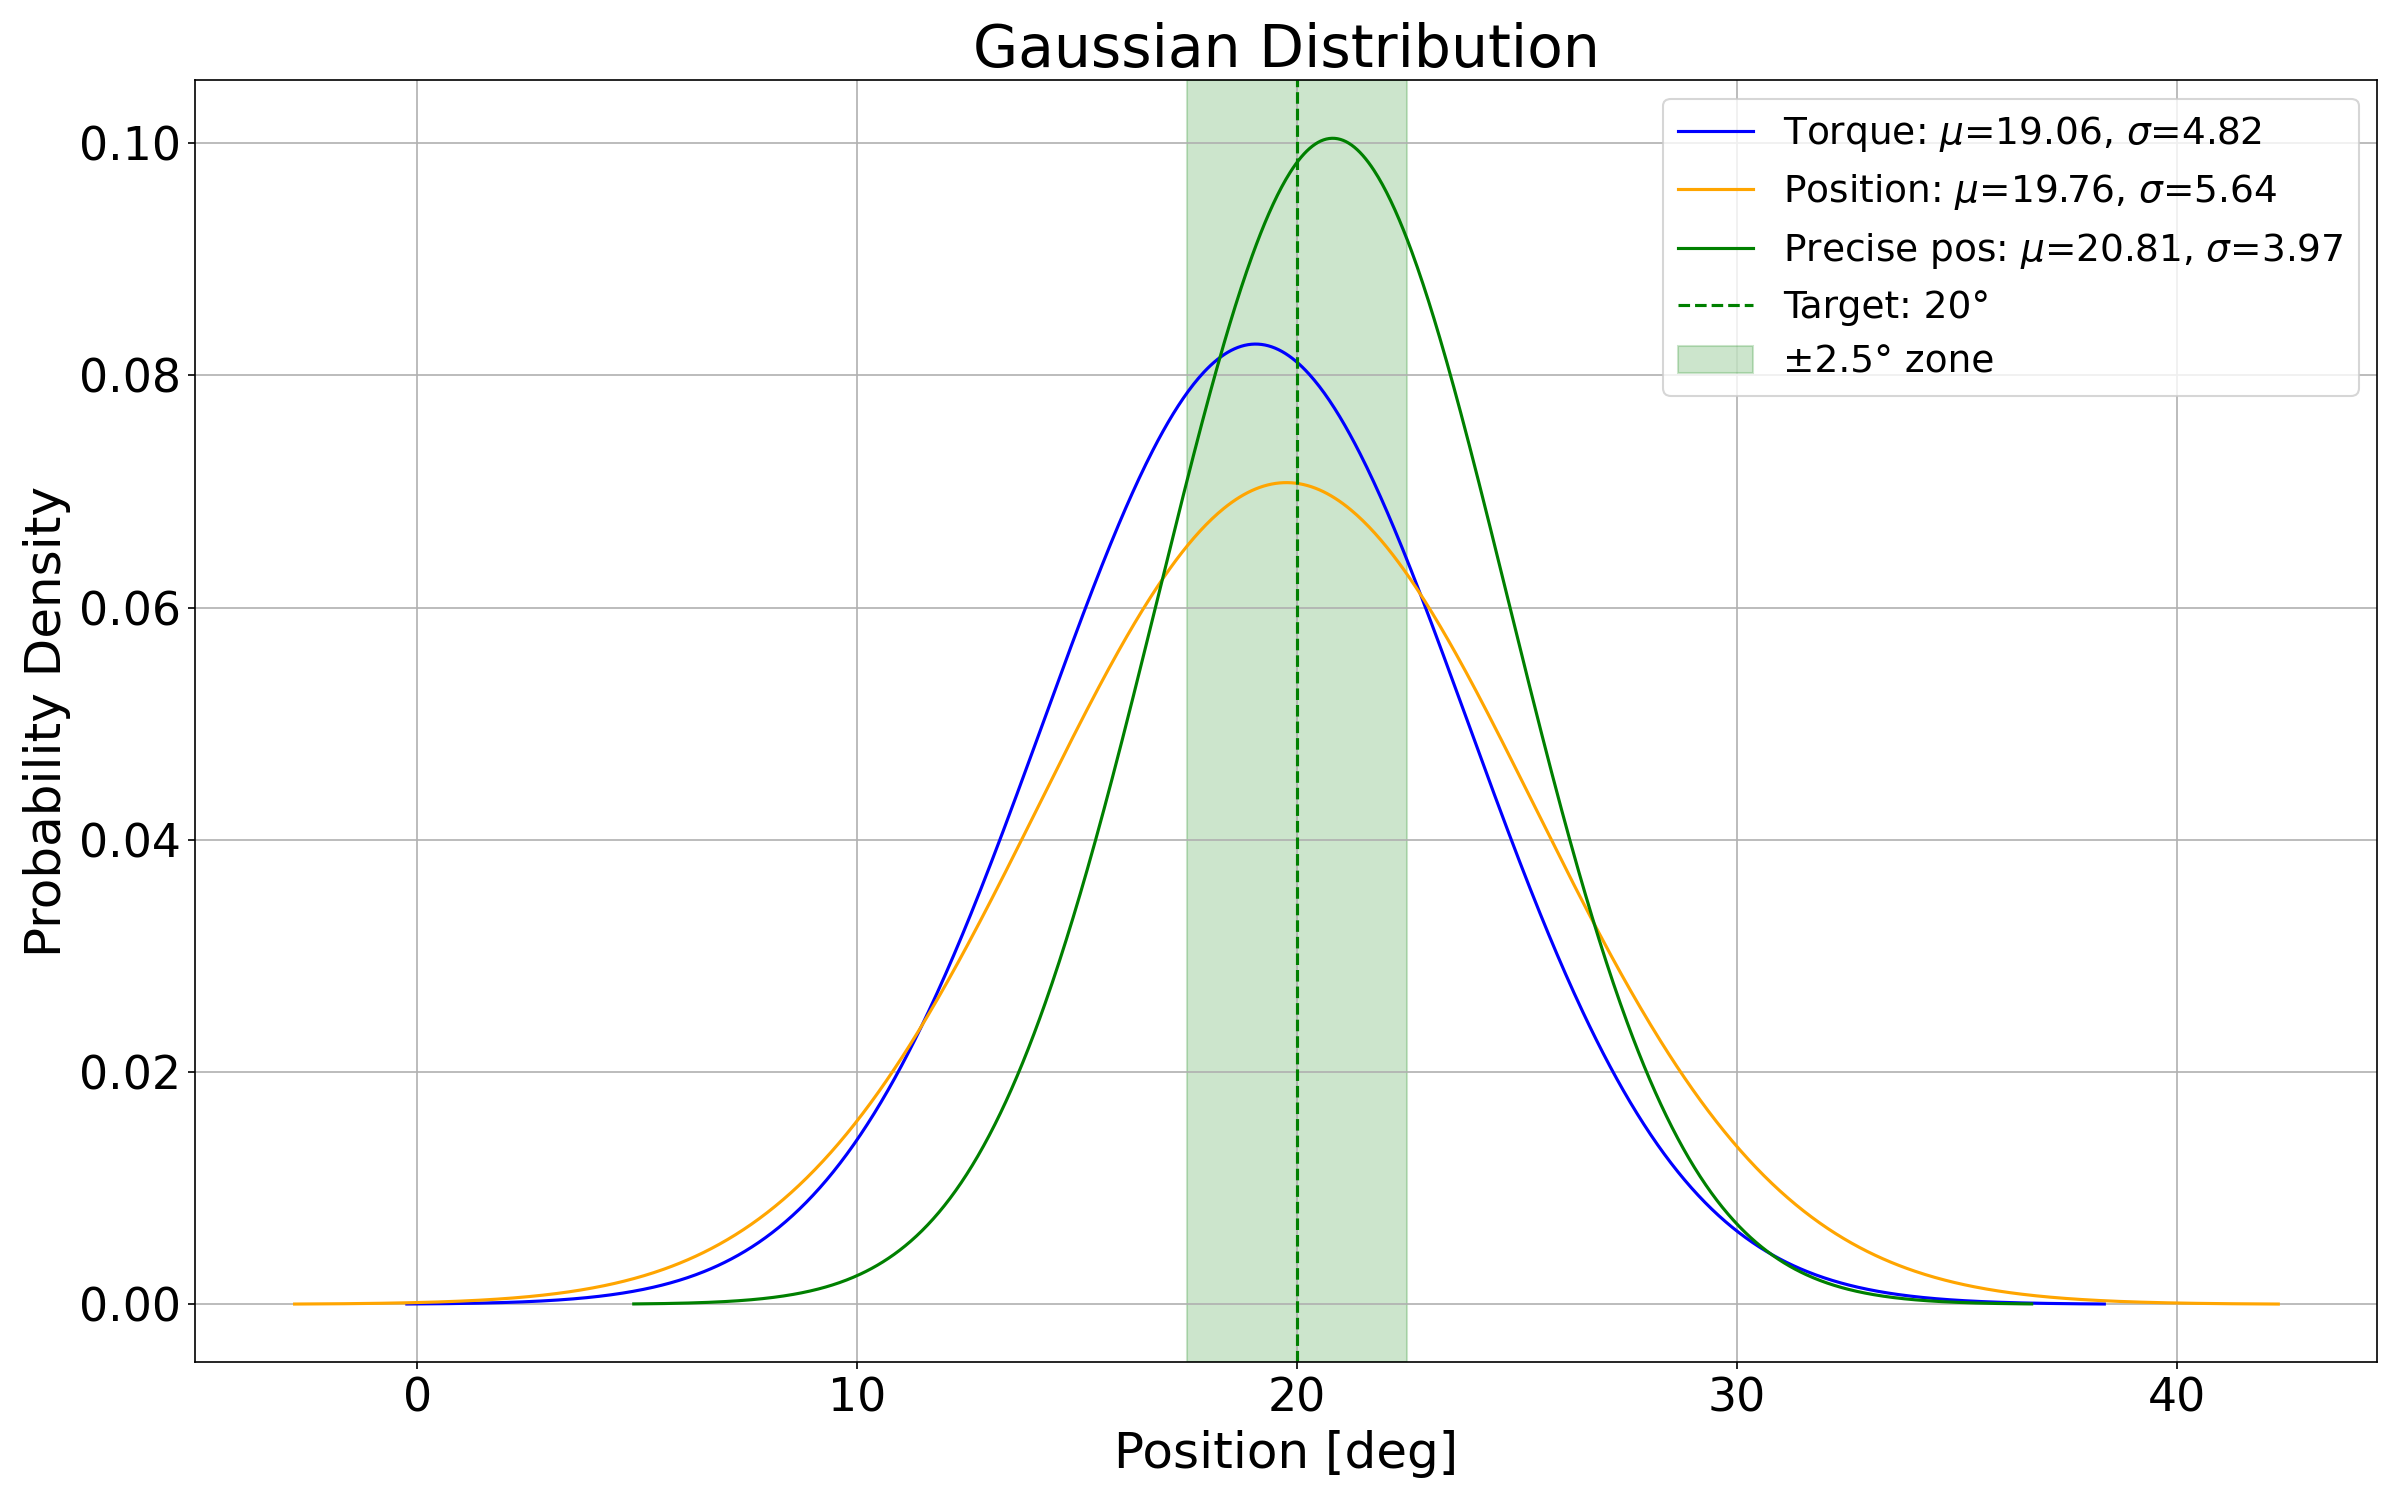 Gaussian Distribution
Torque: μ=19.06, σ=4.82
Position: μ=19.76, σ=5.64
Precise pos: μ=20.81, σ=3.97
Target: 20°
±2.5° zone
Probability Density
0.10
0.08
0.06
0.04
0.02
0.00
0 10 20 30 40
Position [deg]